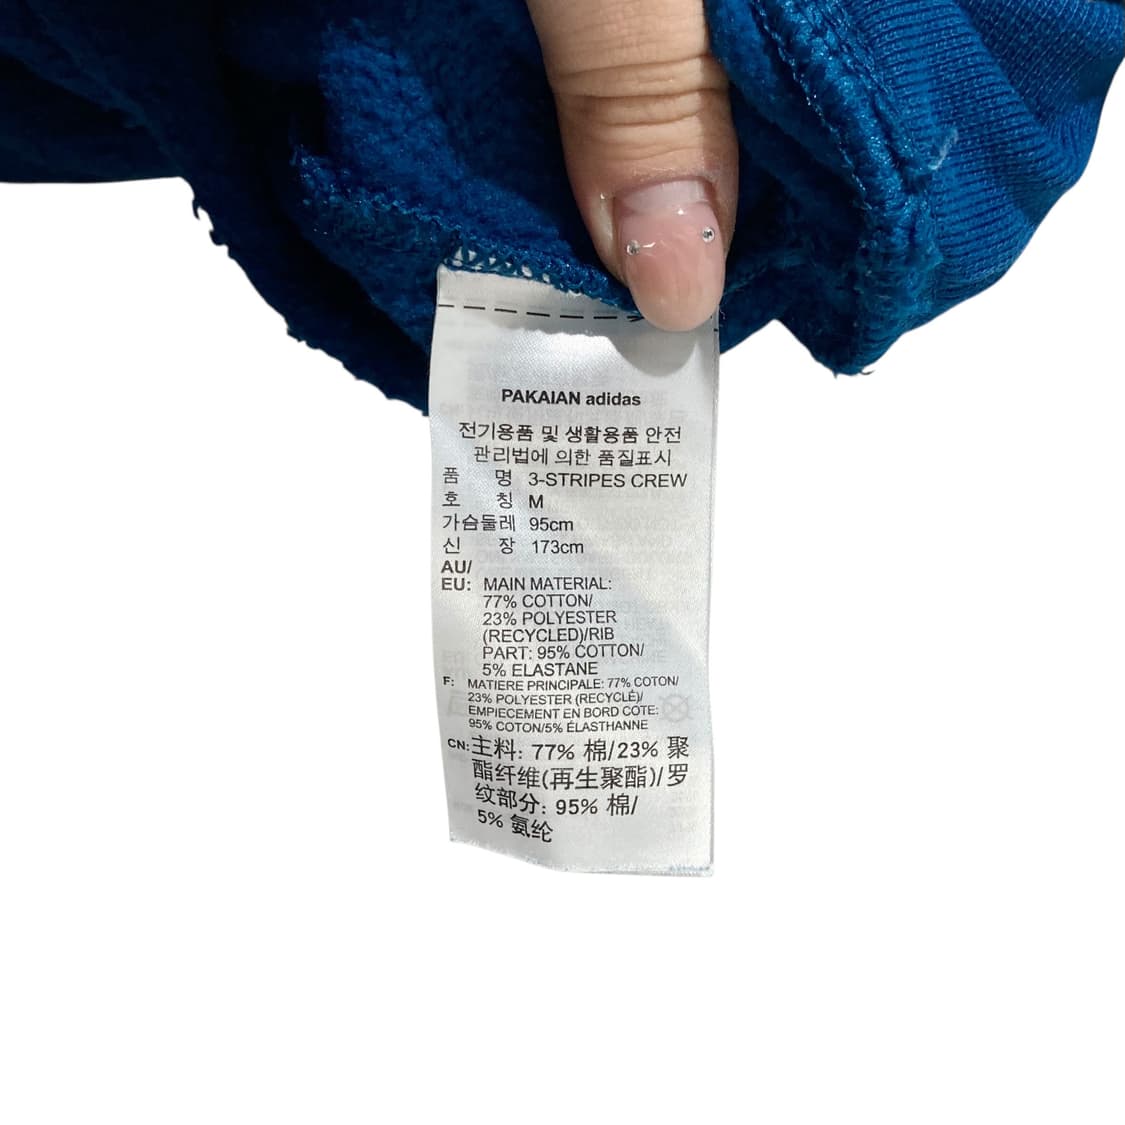 PAKAIAN adidas
전기용품 및 생활용품 안전
관리법에 의한 품질표시
품 명 3-STRIPES CREW
호 칭 M
가슴둘레 95cm
신 장 173cm
AU/
EU: MAIN MATERIAL:
77% COTTON/
23% POLYESTER
(RECYCLED)/RIB
PART: 95% COTTON/
5% ELASTANE
F: MATIERE PRINCIPALE: 77% COTON/
23% POLYESTER (RECYCLÉ)/
EMPIECEMENT EN BORD COTE:
95% COTON/5% ÉLASTHANNE
CN: 主料: 77% 棉/23% 聚
酯纤维(再生聚酯)/罗
纹部分: 95% 棉/
5% 氨纶